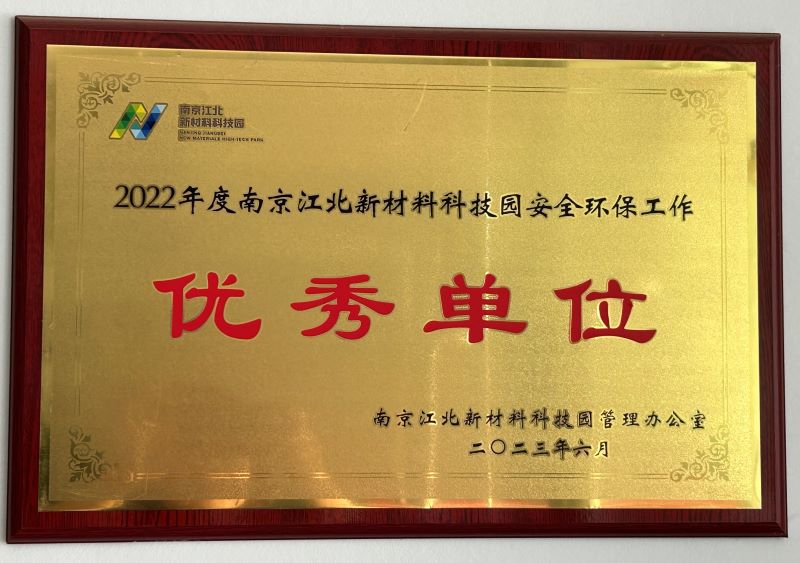 南京江北
新材料科技园
NANJING JIANGBEI
NEW MATERIALS HIGH-TECH PARK
2022年度南京江北新材料科技园安全环保工作
优秀单位
南京江北新材料科技园管理办公室
二〇二三年六月